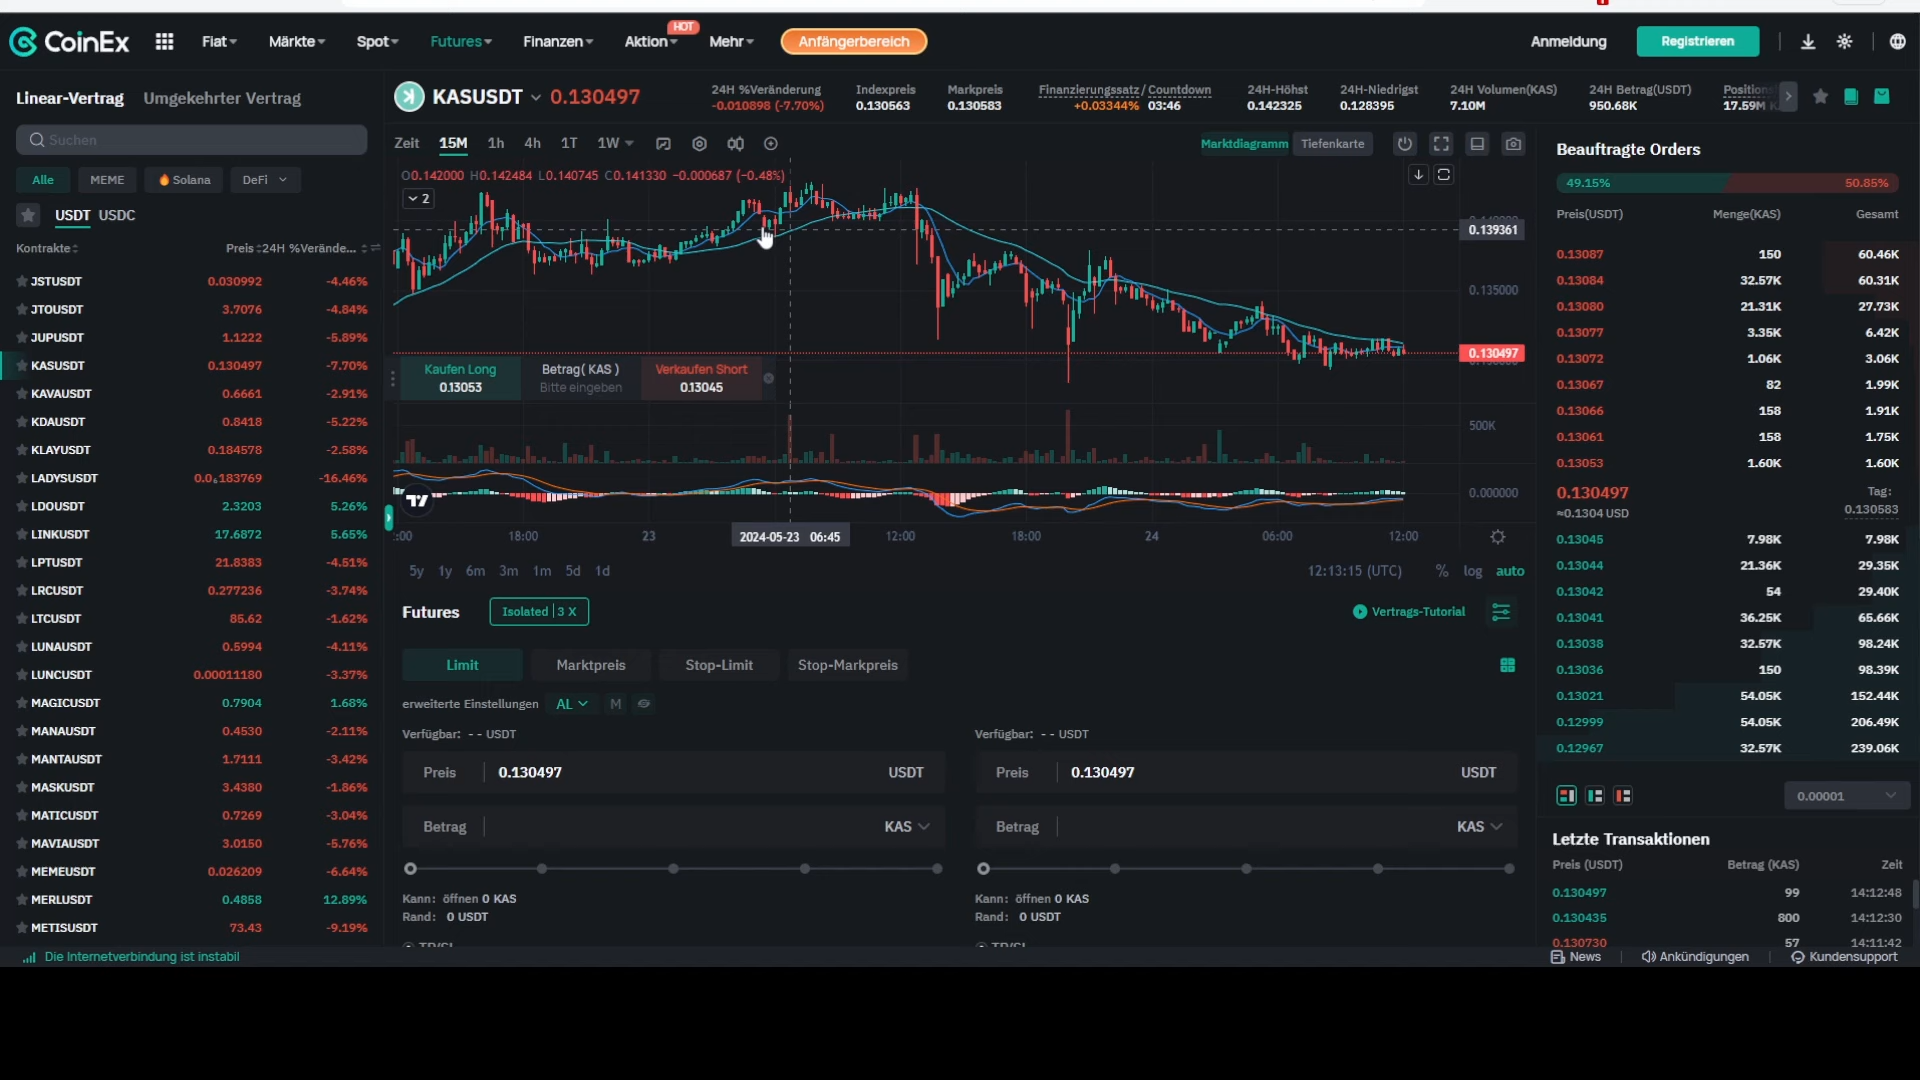 CoinEx
Fiat
Märkte
Spot
Futures
Finanzen
Aktion
HOT
Mehr
Anfängerbereich
Anmeldung
Registrieren
Linear-Vertrag
Umgekehrter Vertrag
Suchen
Alle
MEME
Solana
DeFi
USDT USDC
Kontrakte Preis 24H %Verände...
JSTUSDT 0.030992 -4.46%
JTOUSDT 3.7076 -4.84%
JUPUSDT 1.1222 -5.89%
KASUSDT 0.130497 -7.70%
KAVAUSDT 0.6661 -2.91%
KDAUSDT 0.8418 -5.22%
KLAYUSDT 0.184578 -2.58%
LADYSUSDT 0.0₆183769 -16.46%
LDOUSDT 2.3203 5.26%
LINKUSDT 17.6872 5.65%
LPTUSDT 21.8383 -4.51%
LRCUSDT 0.277236 -3.74%
LTCUSDT 85.62 -1.62%
LUNAUSDT 0.5994 -4.11%
LUNCUSDT 0.00011180 -3.37%
MAGICUSDT 0.7904 1.68%
MANAUSDT 0.4530 -2.11%
MANTAUSDT 1.7111 -3.42%
MASKUSDT 3.4380 -1.86%
MATICUSDT 0.7269 -3.04%
MAVIAUSDT 3.0150 -5.76%
MEMEUSDT 0.026209 -6.64%
MERLUSDT 0.4858 12.89%
METISUSDT 73.43 -9.19%
Die Internetverbindung ist instabil
KASUSDT 0.130497
24H %Veränderung
-0.010898 (-7.70%)
Indexpreis
0.130563
Markpreis
0.130583
Finanzierungssatz/ Countdown
+0.03344% 03:46
24H-Höhst
0.142325
24H-Niedrigst
0.128395
24H Volumen(KAS)
7.10M
24H Betrag(USDT)
950.68K
Positions
17.59M
Zeit 15M 1h 4h 1T 1W
Marktdiagramm Tiefenkarte
O0.142000 H0.142484 L0.140745 C0.141330 -0.000687 (-0.48%)
2
0.139361
0.135000
0.130497
Kaufen Long
0.13053
Betrag( KAS )
Bitte eingeben
Verkaufen Short
0.13045
500K
0.000000
:00 18:00 23 2024-05-23 06:45 12:00 18:00 24 06:00 12:00
5y 1y 6m 3m 1m 5d 1d
12:13:15 (UTC) % log auto
Futures
Isolated | 3 X
Vertrags-Tutorial
Limit Marktpreis Stop-Limit Stop-Markpreis
erweiterte Einstellungen AL M
Verfügbar: - - USDT
Preis 0.130497 USDT
Betrag KAS
Kann: öffnen 0 KAS
Rand: 0 USDT
Verfügbar: - - USDT
Preis 0.130497 USDT
Betrag KAS
Kann: öffnen 0 KAS
Rand: 0 USDT
Beauftragte Orders
49.15% 50.85%
Preis(USDT) Menge(KAS) Gesamt
0.13087 150 60.46K
0.13084 32.57K 60.31K
0.13080 21.31K 27.73K
0.13077 3.35K 6.42K
0.13072 1.06K 3.06K
0.13067 82 1.99K
0.13066 158 1.91K
0.13061 158 1.75K
0.13053 1.60K 1.60K
0.130497 Tag:
≈0.1304 USD 0.130583
0.13045 7.98K 7.98K
0.13044 21.36K 29.35K
0.13042 54 29.40K
0.13041 36.25K 65.66K
0.13038 32.57K 98.24K
0.13036 150 98.39K
0.13021 54.05K 152.44K
0.12999 54.05K 206.49K
0.12967 32.57K 239.06K
0.00001
Letzte Transaktionen
Preis (USDT) Betrag (KAS) Zeit
0.130497 99 14:12:48
0.130435 800 14:12:30
0.130730 57 14:11:42
News
Ankündigungen
Kundensupport